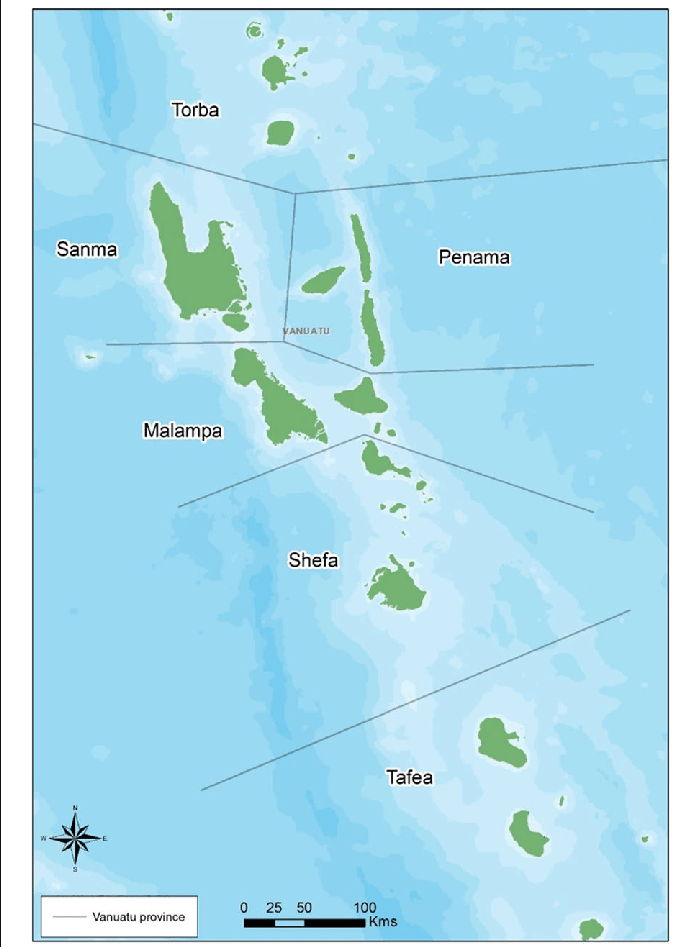 Torba
Sanma
Penama
VANUATU
Malampa
Shefa
Tafea
N
W E
S
Vanuatu province
0 25 50 100
Kms